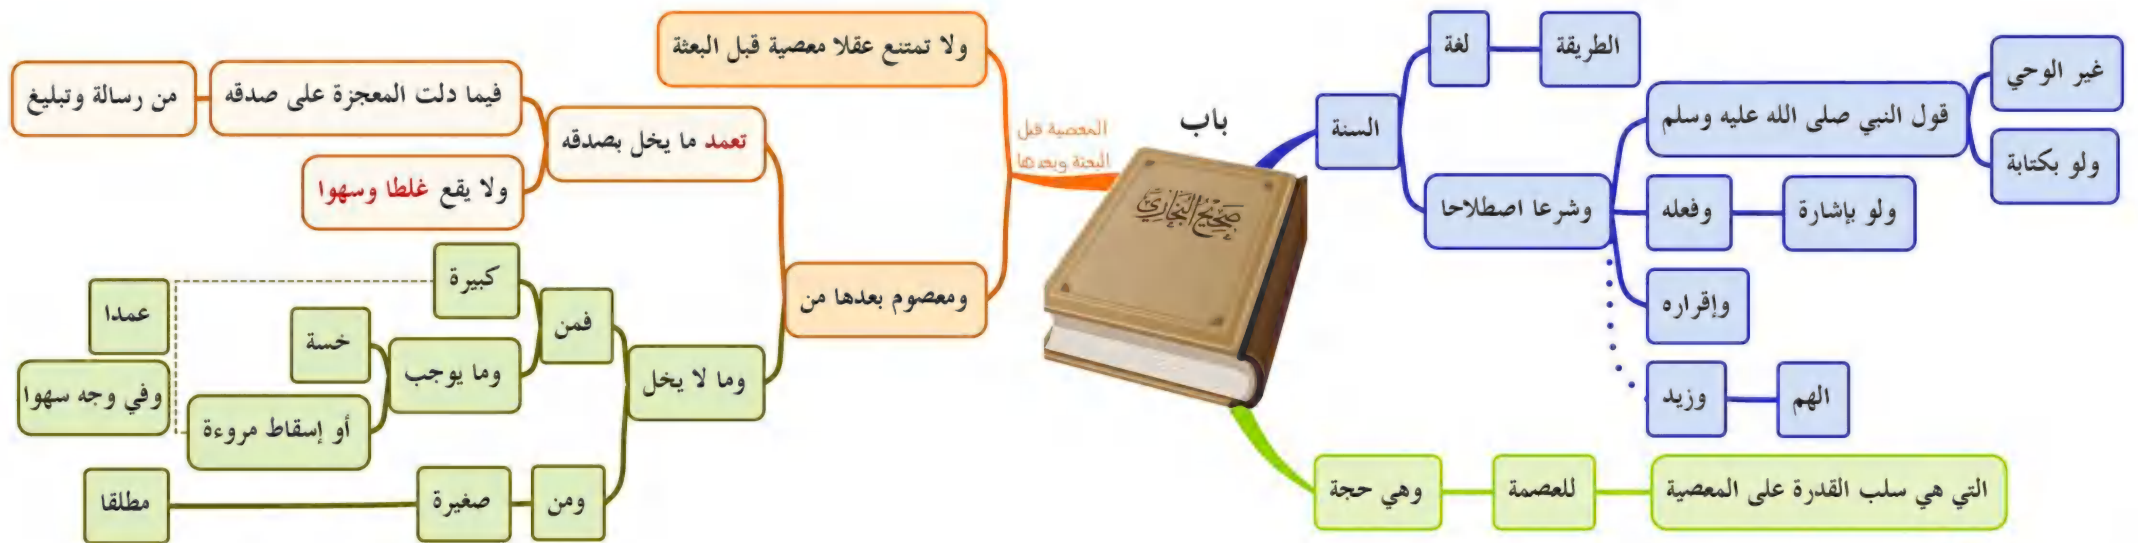 باب
صحيح البخاري
السنة
لغة
الطريقة
وشرعا اصطلاحا
قول النبي صلى الله عليه وسلم
غير الوحي
ولو بكتابة
وفعله
ولو بإشارة
وإقراره
وزيد
الهم
وهي حجة
للعصمة
التي هي سلب القدرة على المعصية
المعصية قبل
البعثة وبعدها
ولا تمتنع عقلا معصية قبل البعثة
ومعصوم بعدها من
تعمد ما يخل بصدقه
فيما دلت المعجزة على صدقه
من رسالة وتبليغ
ولا يقع غلطا وسهوا
وما لا يخل
فمن
كبيرة
وما يوجب
خسة
أو إسقاط مروءة
عمدا
وفي وجه سهوا
ومن
صغيرة
مطلقا